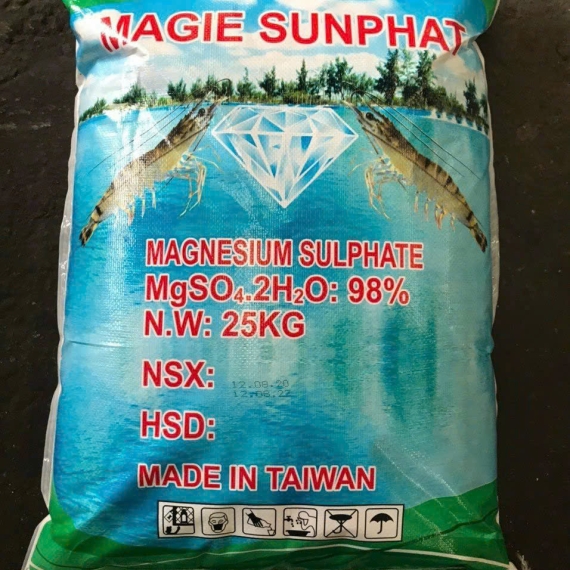 MAGIE SUNPHAT
MAGNESIUM SULPHATE
MgSO₄.2H₂O: 98%
N.W: 25KG
NSX: 12.08.20
12.08.22
HSD:
MADE IN TAIWAN